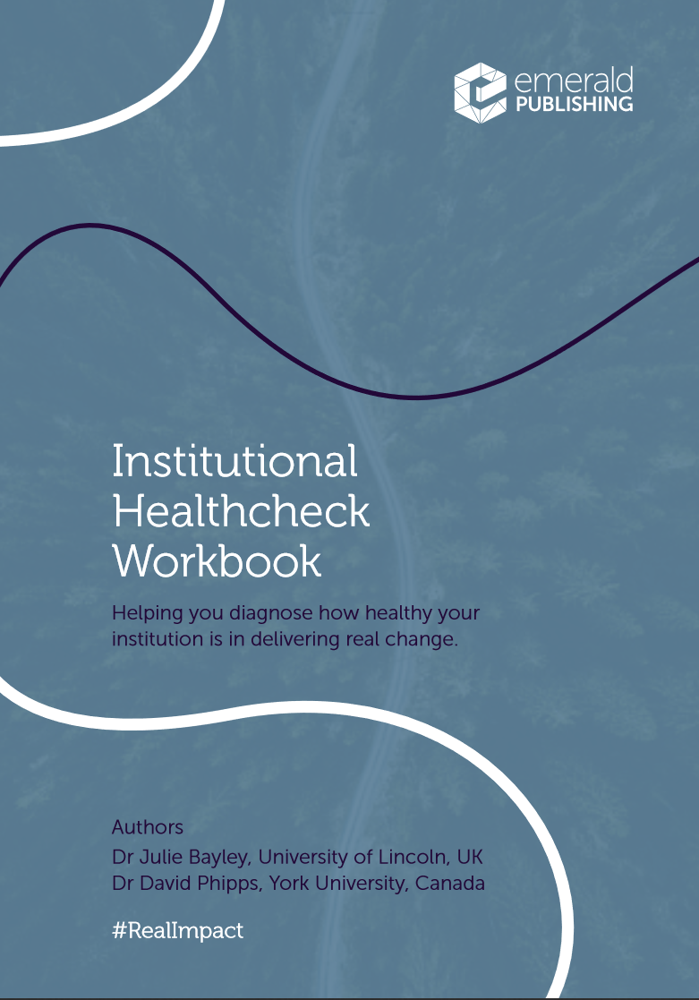 emerald
PUBLISHING
Institutional
Healthcheck
Workbook
Helping you diagnose how healthy your
institution is in delivering real change.
Authors
Dr Julie Bayley, University of Lincoln, UK
Dr David Phipps, York University, Canada
#RealImpact